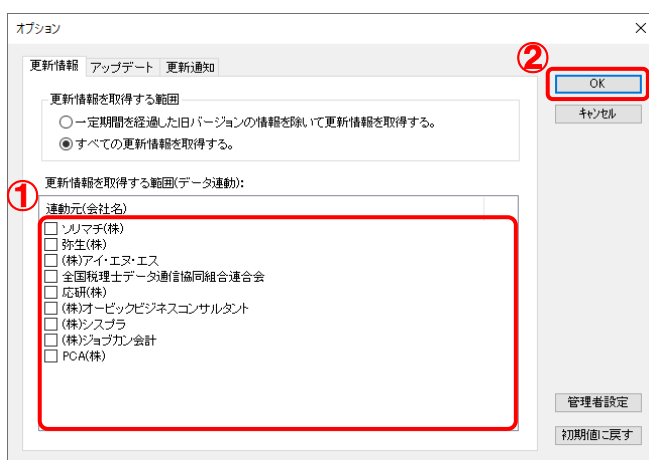 オプション
更新情報 アップデート 更新通知
②
OK
キャンセル
更新情報を取得する範囲
一定期間を経過した旧バージョンの情報を除いて更新情報を取得する。
すべての更新情報を取得する。
更新情報を取得する範囲(データ連動):
①
連動元(会社名)
ソリマチ(株)
弥生(株)
(株)アイ・エヌ・エス
全国税理士データ通信協同組合連合会
応研(株)
(株)オービックビジネスコンサルタント
(株)シスプラ
(株)ジョブカン会計
PCA(株)
管理者設定
初期値に戻す